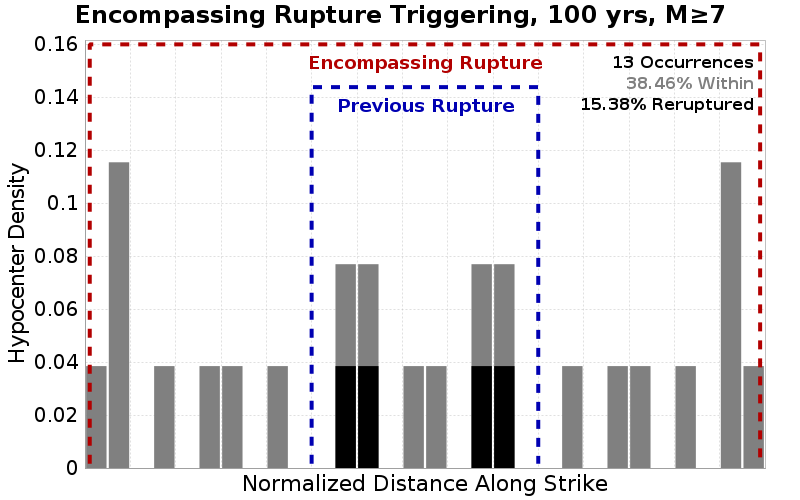 Encompassing Rupture Triggering, 100 yrs, M≥7
0.16
0.14
0.12
0.1
0.08
0.06
0.04
0.02
0
Hypocenter Density
Encompassing Rupture
Previous Rupture
13 Occurrences
38.46% Within
15.38% Reruptured
Normalized Distance Along Strike